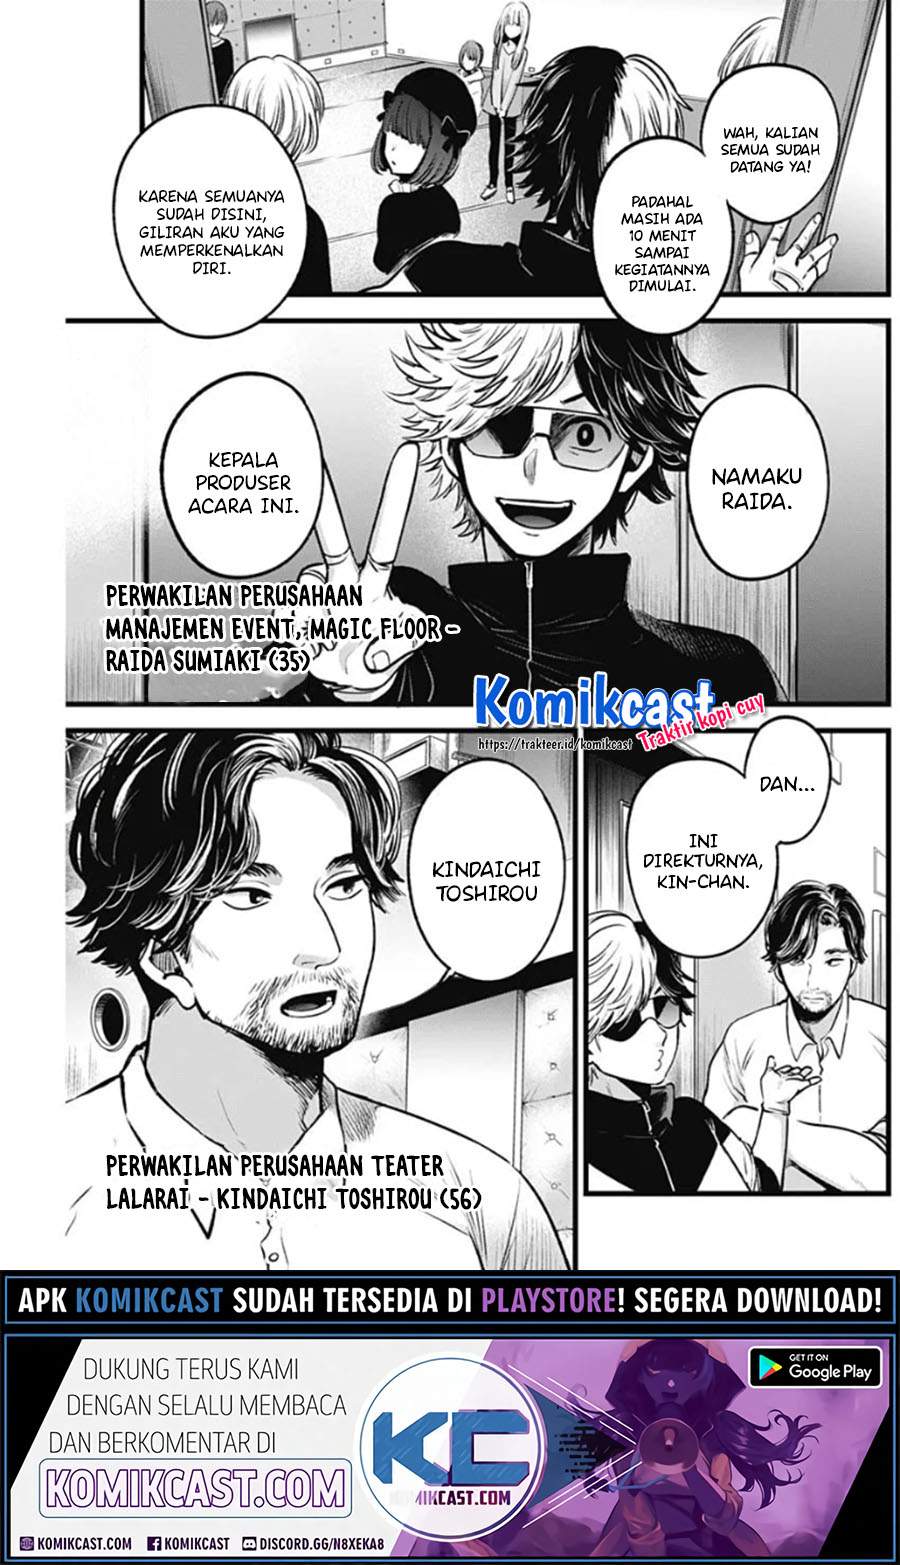 WAH, KALIAN
SEMUA SUDAH
DATANG YA!
PADAHAL
MASIH ADA
10 MENIT
SAMPAI
KEGIATANNYA
DIMULAI.
KARENA SEMUANYA
SUDAH DISINI,
GILIRAN AKU YANG
MEMPERKENALKAN
DIRI.
NAMAKU
RAIDA.
KEPALA
PRODUSER
ACARA INI.
PERWAKILAN PERUSAHAAN
MANAJEMEN EVENT, MAGIC FLOOR -
RAIDA SUMIAKI (35)
Komikcast
https://trakteer.id/komikcast
Traktir kopi cuy
DAN...
INI
DIREKTURNYA,
KIN-CHAN.
KINDAICHI
TOSHIROU
PERWAKILAN PERUSAHAAN TEATER
LALARAI - KINDAICHI TOSHIROU (56)
APK KOMIKCAST SUDAH TERSEDIA DI PLAYSTORE! SEGERA DOWNLOAD!
DUKUNG TERUS KAMI
DENGAN SELALU MEMBACA
DAN BERKOMENTAR DI
KOMIKCAST.COM
KOMIKCAST.COM KOMIKCAST DISCORD.GG/N8XEKA8
KC
KOMIKCAST.COM
GET IT ON
Google Play